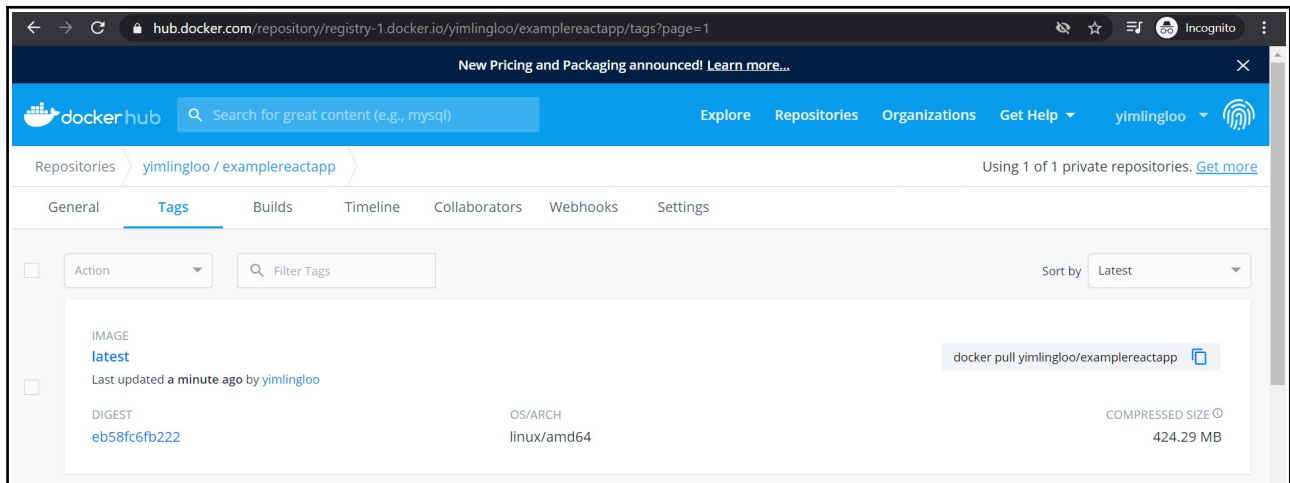 hub.docker.com/repository/registry-1.docker.io/yimlingloo/examplereactapp/tags?page=1 Incognito
New Pricing and Packaging announced! Learn more...
dockerhub Search for great content (e.g., mysql) Explore Repositories Organizations Get Help yimlingloo
Repositories yimlingloo / examplereactapp Using 1 of 1 private repositories. Get more
General Tags Builds Timeline Collaborators Webhooks Settings
Action Filter Tags Sort by Latest
IMAGE
latest
docker pull yimlingloo/examplereactapp
Last updated a minute ago by yimlingloo
DIGEST OS/ARCH COMPRESSED SIZE
eb58fc6fb222 linux/amd64 424.29 MB